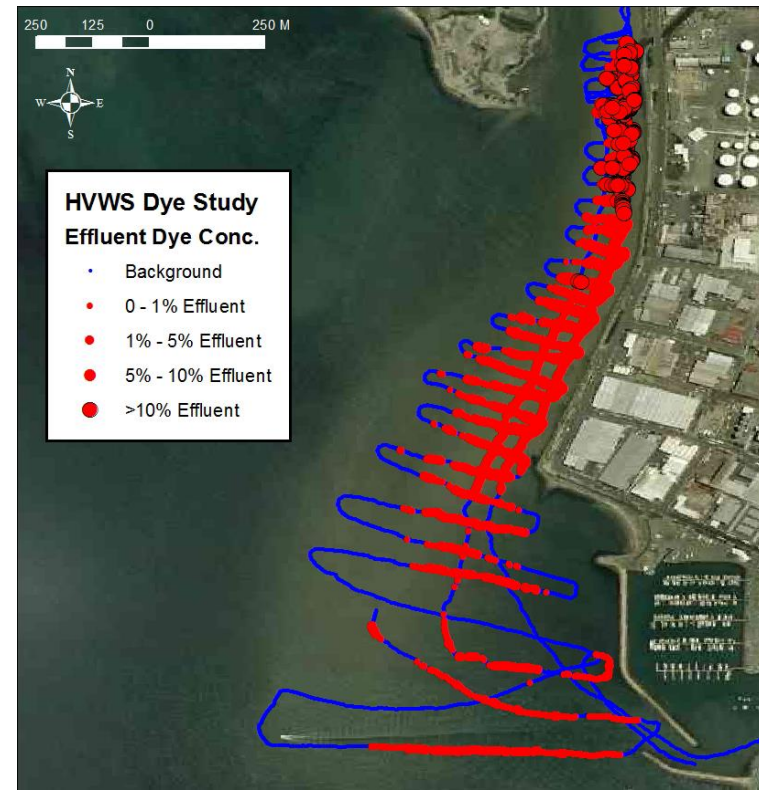 250 125 0 250 M
N
W E
S
HVWS Dye Study
Effluent Dye Conc.
Background
0 - 1% Effluent
1% - 5% Effluent
5% - 10% Effluent
>10% Effluent